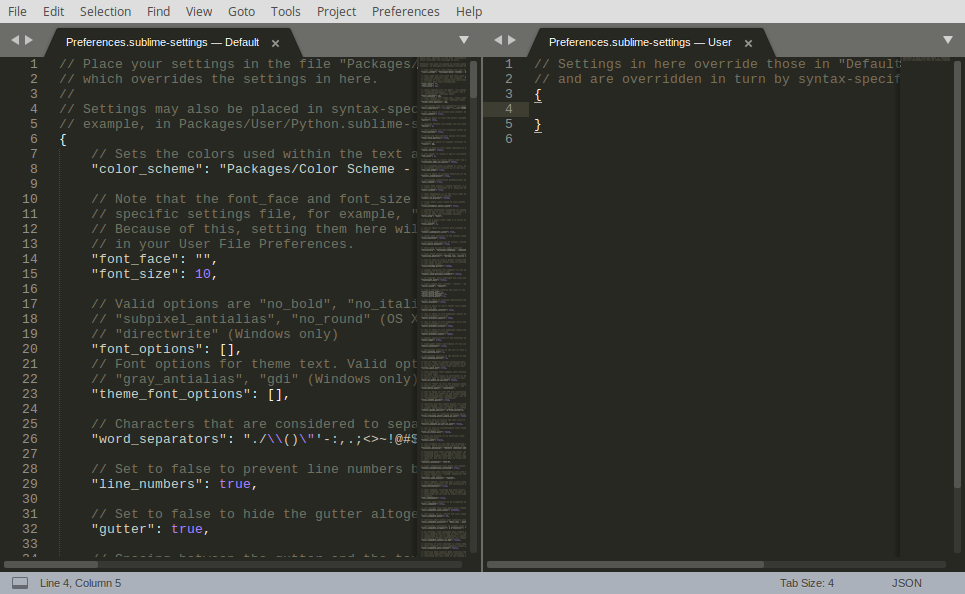 File Edit Selection Find View Goto Tools Project Preferences Help
Preferences.sublime-settings — Default
Preferences.sublime-settings — User
1 // Place your settings in the file "Packages/
2 // which overrides the settings in here.
3 //
4 // Settings may also be placed in syntax-spec
5 // example, in Packages/User/Python.sublime-s
6 {
7 // Sets the colors used within the text a
8 "color_scheme": "Packages/Color Scheme -
9
10 // Note that the font_face and font_size
11 // specific settings file, for example, "
12 // Because of this, setting them here wil
13 // in your User File Preferences.
14 "font_face": "",
15 "font_size": 10,
16
17 // Valid options are "no_bold", "no_itali
18 // "subpixel_antialias", "no_round" (OS X
19 // "directwrite" (Windows only)
20 "font_options": [],
21 // Font options for theme text. Valid opt
22 // "gray_antialias", "gdi" (Windows only)
23 "theme_font_options": [],
24
25 // Characters that are considered to sepa
26 "word_separators": "./\\()\"'-:,.;<>~!@#$
27
28 // Set to false to prevent line numbers b
29 "line_numbers": true,
30
31 // Set to false to hide the gutter altoge
32 "gutter": true,
33
1 // Settings in here override those in "Default
2 // and are overridden in turn by syntax-specif
3 {
4
5 }
6
Line 4, Column 5
Tab Size: 4
JSON